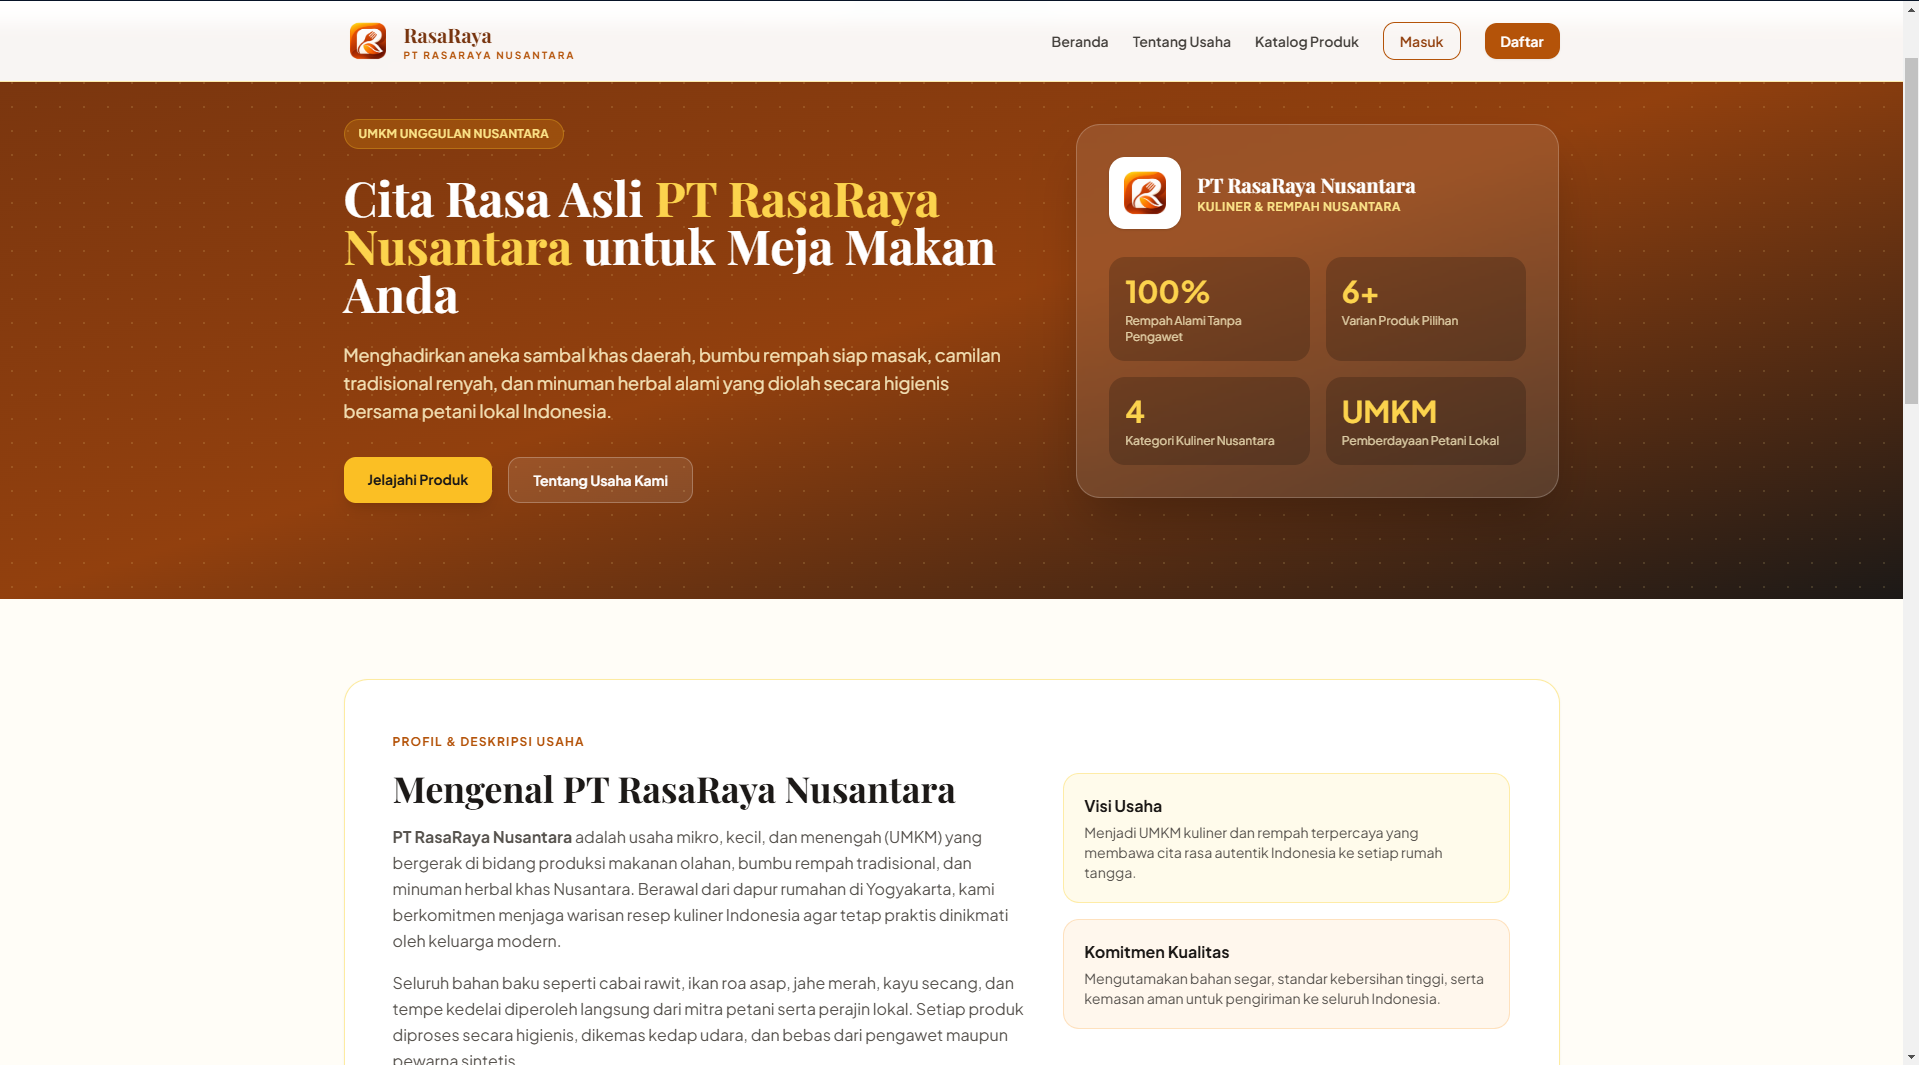 RasaRaya
PT RASARAYA NUSANTARA
Beranda
Tentang Usaha
Katalog Produk
Masuk
Daftar
UMKM UNGGULAN NUSANTARA
Cita Rasa Asli PT RasaRaya
Nusantara untuk Meja Makan
Anda
Menghadirkan aneka sambal khas daerah, bumbu rempah siap masak, camilan
tradisional renyah, dan minuman herbal alami yang diolah secara higienis
bersama petani lokal Indonesia.
Jelajahi Produk
Tentang Usaha Kami
PT RasaRaya Nusantara
KULINER & REMPAH NUSANTARA
100%
Rempah Alami Tanpa
Pengawet
6+
Varian Produk Pilihan
4
Kategori Kuliner Nusantara
UMKM
Pemberdayaan Petani Lokal
PROFIL & DESKRIPSI USAHA
Mengenal PT RasaRaya Nusantara
PT RasaRaya Nusantara adalah usaha mikro, kecil, dan menengah (UMKM) yang
bergerak di bidang produksi makanan olahan, bumbu rempah tradisional, dan
minuman herbal khas Nusantara. Berawal dari dapur rumahan di Yogyakarta, kami
berkomitmen menjaga warisan resep kuliner Indonesia agar tetap praktis dinikmati
oleh keluarga modern.
Seluruh bahan baku seperti cabai rawit, ikan roa asap, jahe merah, kayu secang, dan
tempe kedelai diperoleh langsung dari mitra petani serta perajin lokal. Setiap produk
diproses secara higienis, dikemas kedap udara, dan bebas dari pengawet maupun
pewarna sintetis.
Visi Usaha
Menjadi UMKM kuliner dan rempah terpercaya yang
membawa cita rasa autentik Indonesia ke setiap rumah
tangga.
Komitmen Kualitas
Mengutamakan bahan segar, standar kebersihan tinggi, serta
kemasan aman untuk pengiriman ke seluruh Indonesia.